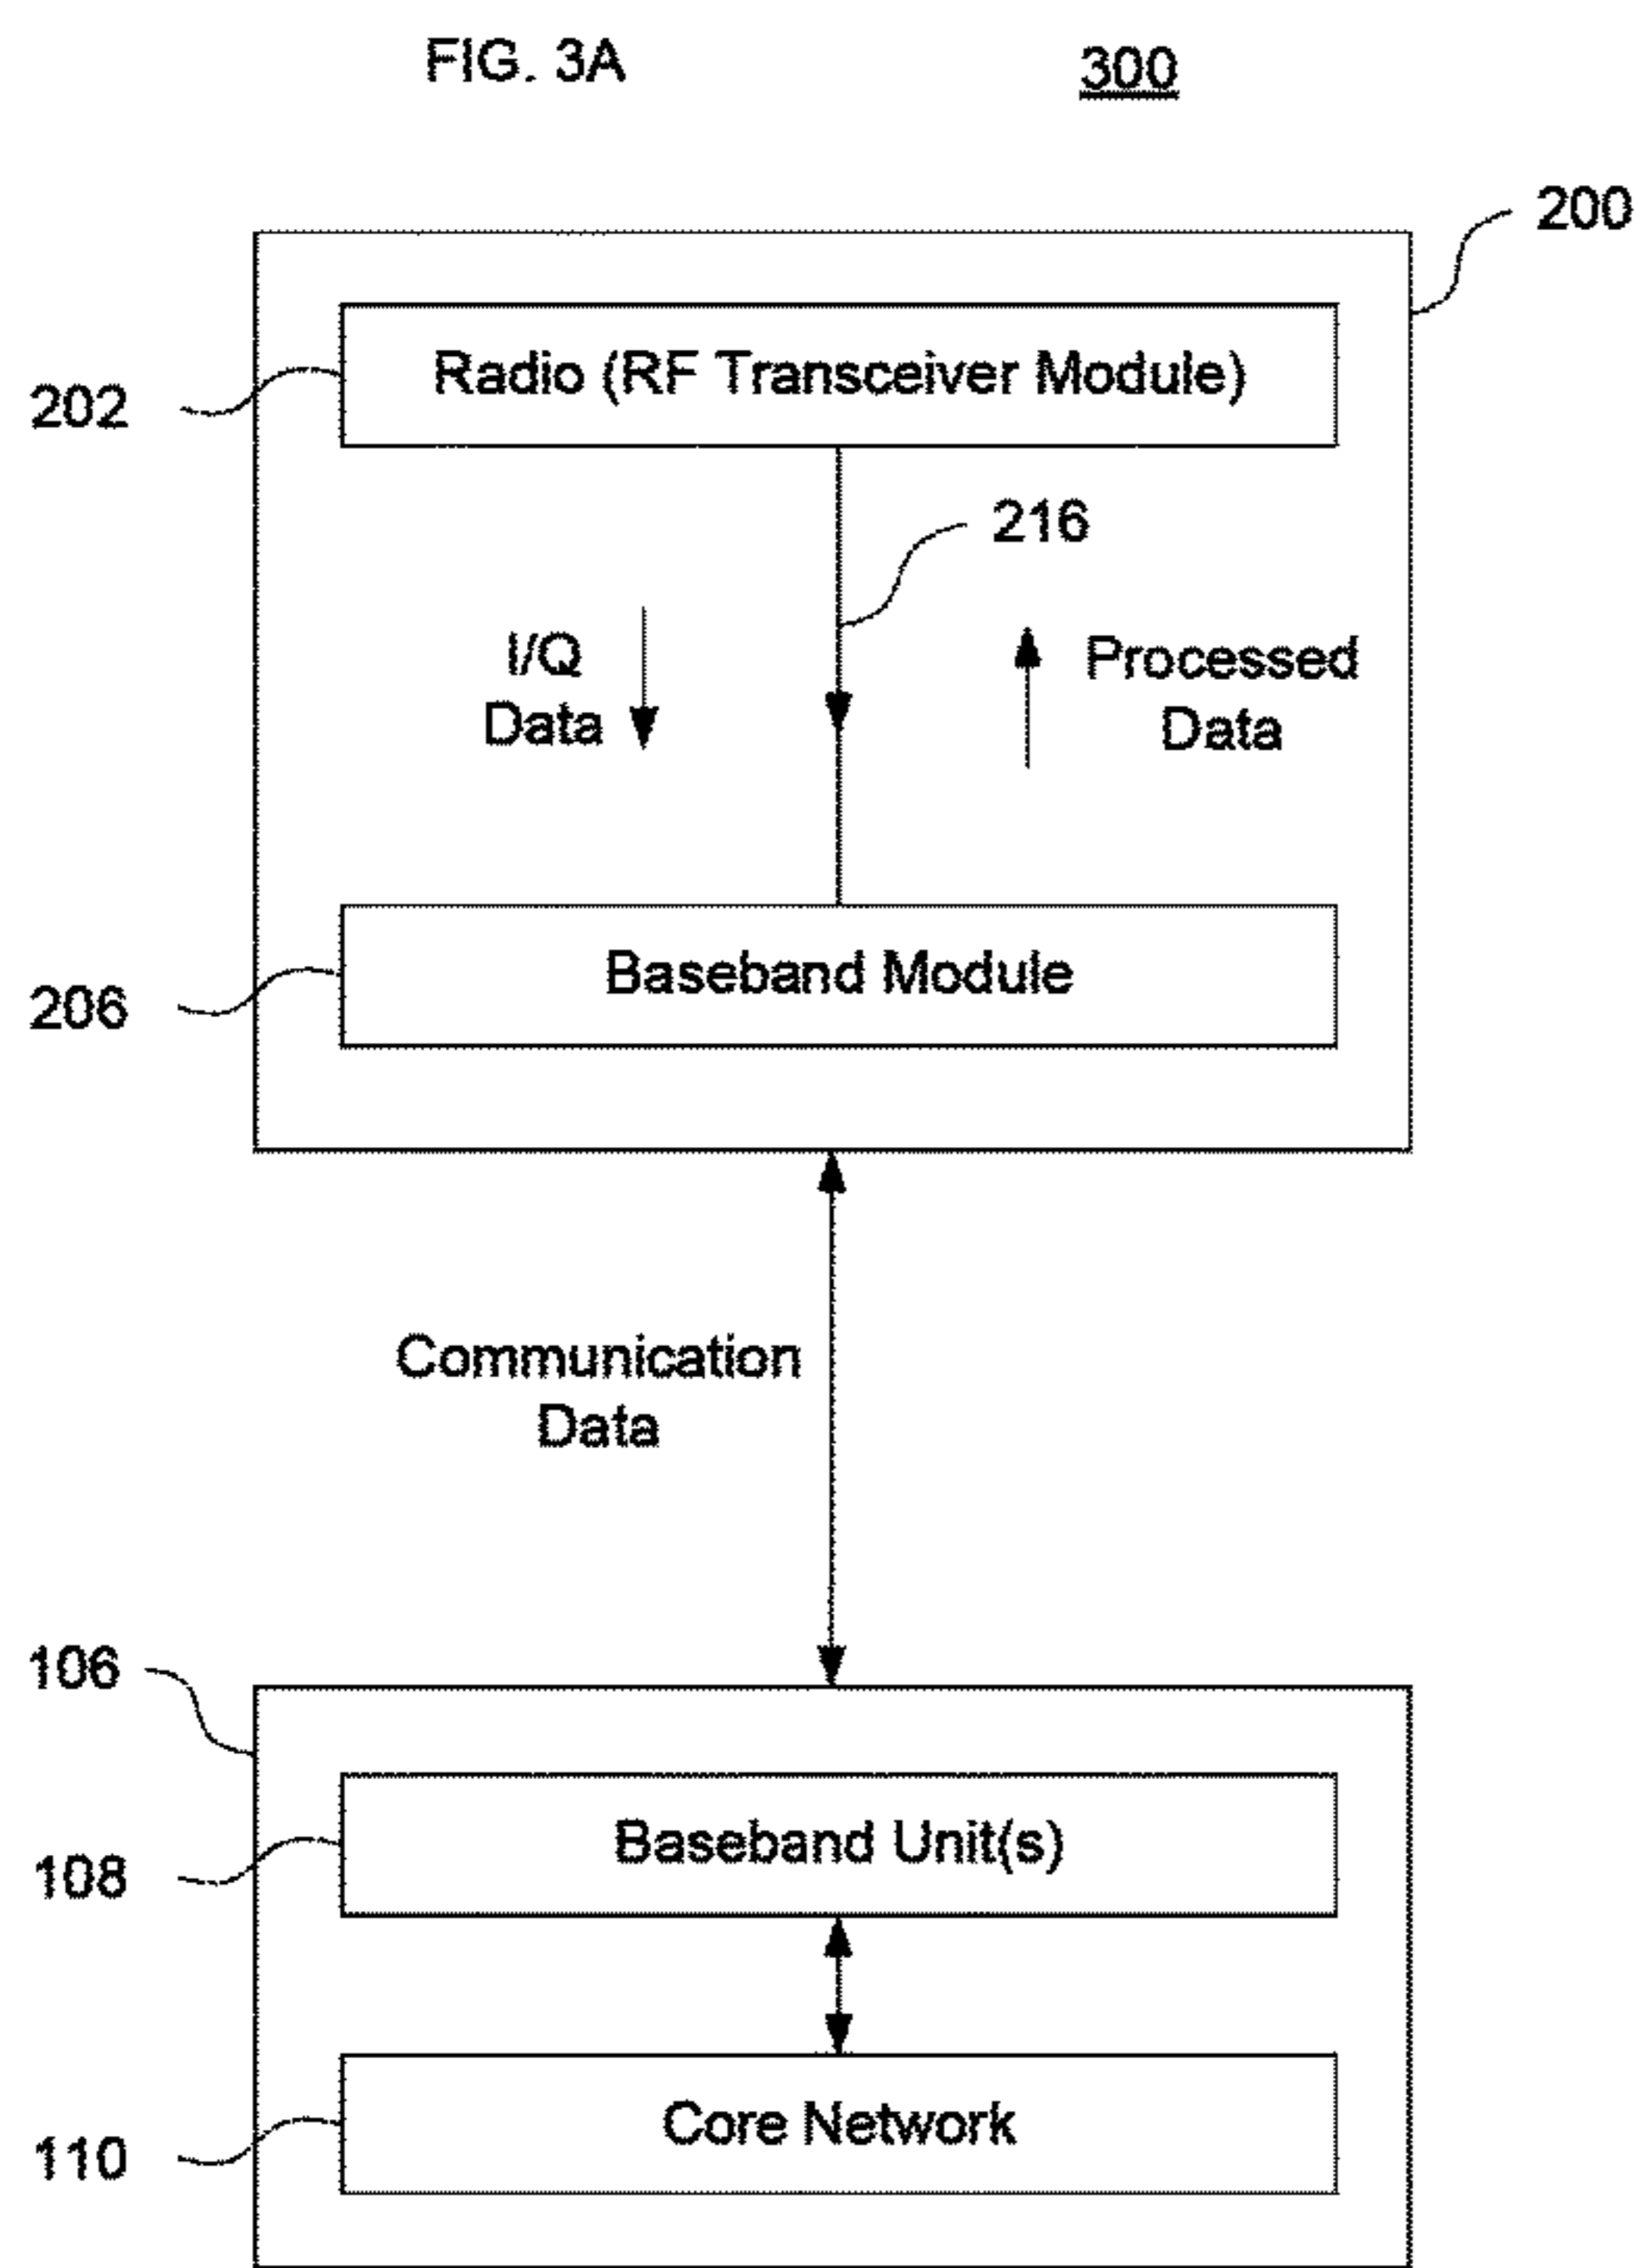 FIG. 3A
300
200
Radio (RF Transceiver Module)
202
216
I/Q
Data
Processed
Data
Baseband Module
206
Communication
Data
106
Baseband Unit(s)
108
Core Network
110